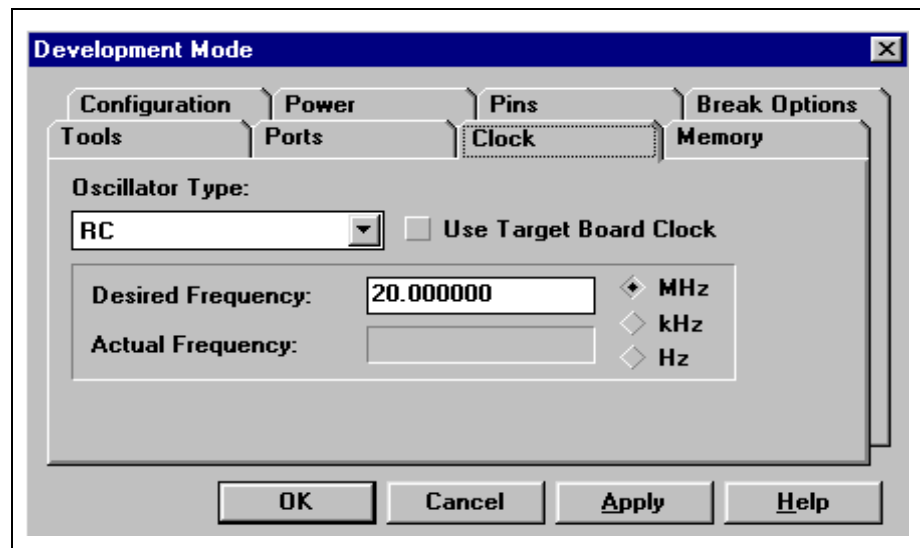 Development Mode
Configuration Power Pins Break Options
Tools Ports Clock Memory
Oscillator Type:
RC Use Target Board Clock
Desired Frequency: 20.000000 MHz
kHz
Actual Frequency:
Hz
OK Cancel Apply Help